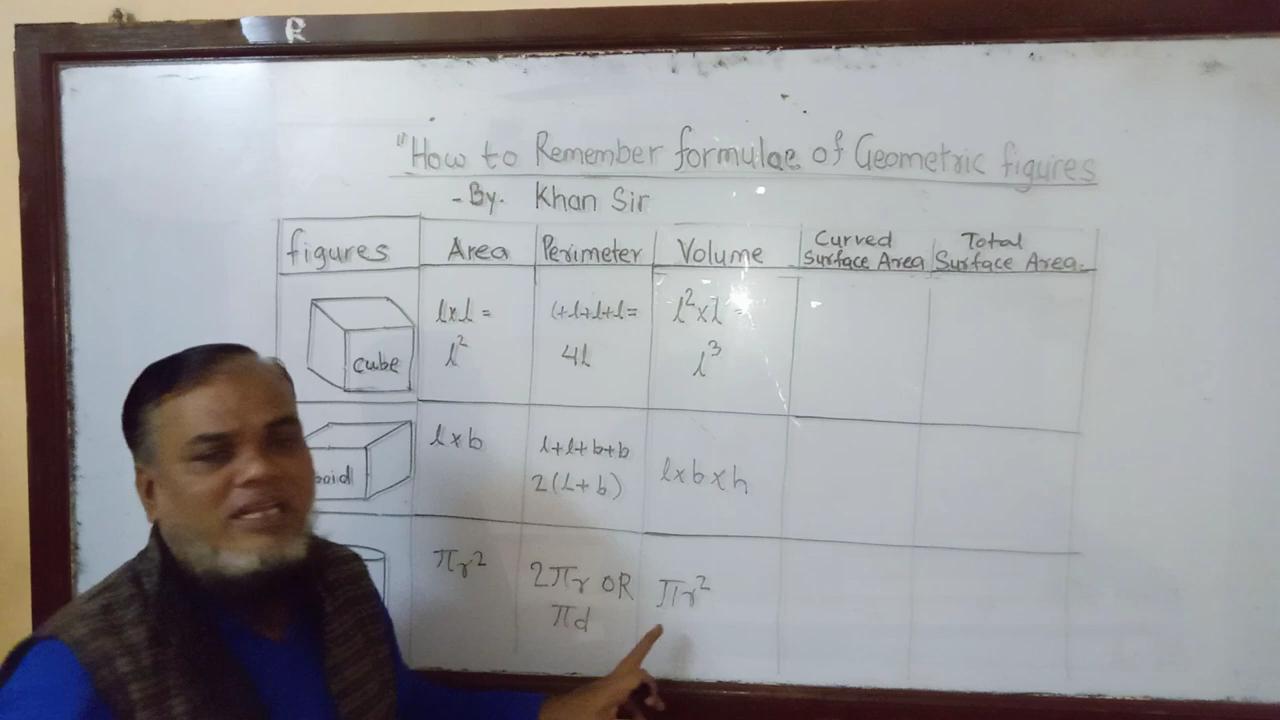 R
"How to Remember formulae of Geometric figures
- By. Khan Sir
figures Area Perimeter Volume Curved Surface Area Total Surface Area.
cube
l×l =
l²
l+l+l+l=
4l
l²×l =
l³
l×b
l+l+b+b
2(l+b)
l×b×h
πr²
2πr OR
πd
πr²